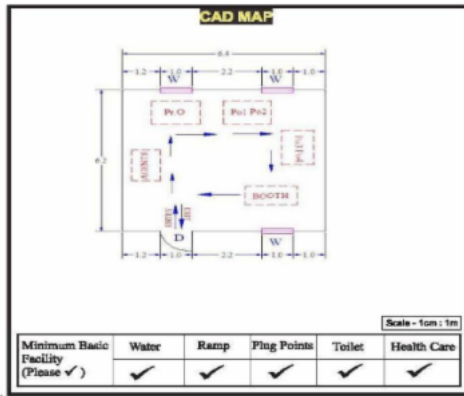 CAD MAP
6.4
1.2 1.0 2.2 1.0 1.0
W W
Pr.O Po1 Po2
6.2
BOOTH
D W
1.2 1.0 2.2 1.0 1.0
Scale - 1cm : 1m
Minimum Basic Facility (Please ✓) Water Ramp Plug Points Toilet Health Care
✓ ✓ ✓ ✓ ✓